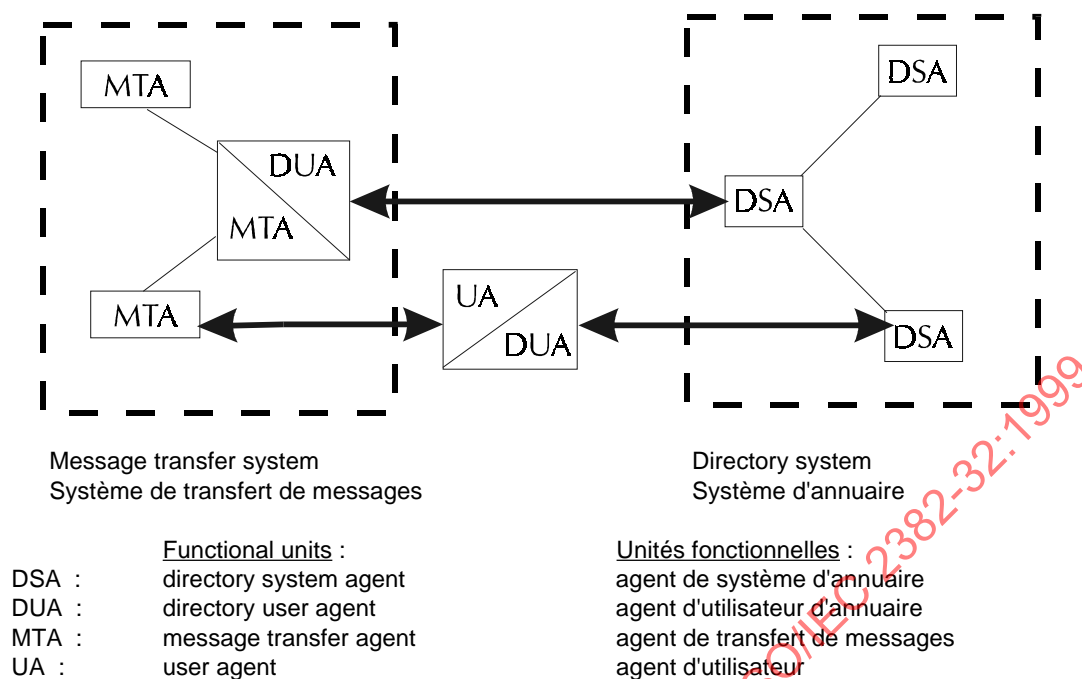 MTA
DSA
DUA
MTA
DSA
MTA
UA
DUA
DSA
Message transfer system
Système de transfert de messages
Directory system
Système d'annuaire
Functional units :
Unités fonctionnelles :
DSA : directory system agent agent de système d'annuaire
DUA : directory user agent agent d'utilisateur d'annuaire
MTA : message transfer agent agent de transfert de messages
UA : user agent agent d'utilisateur
O/IEC 2382-32:1999